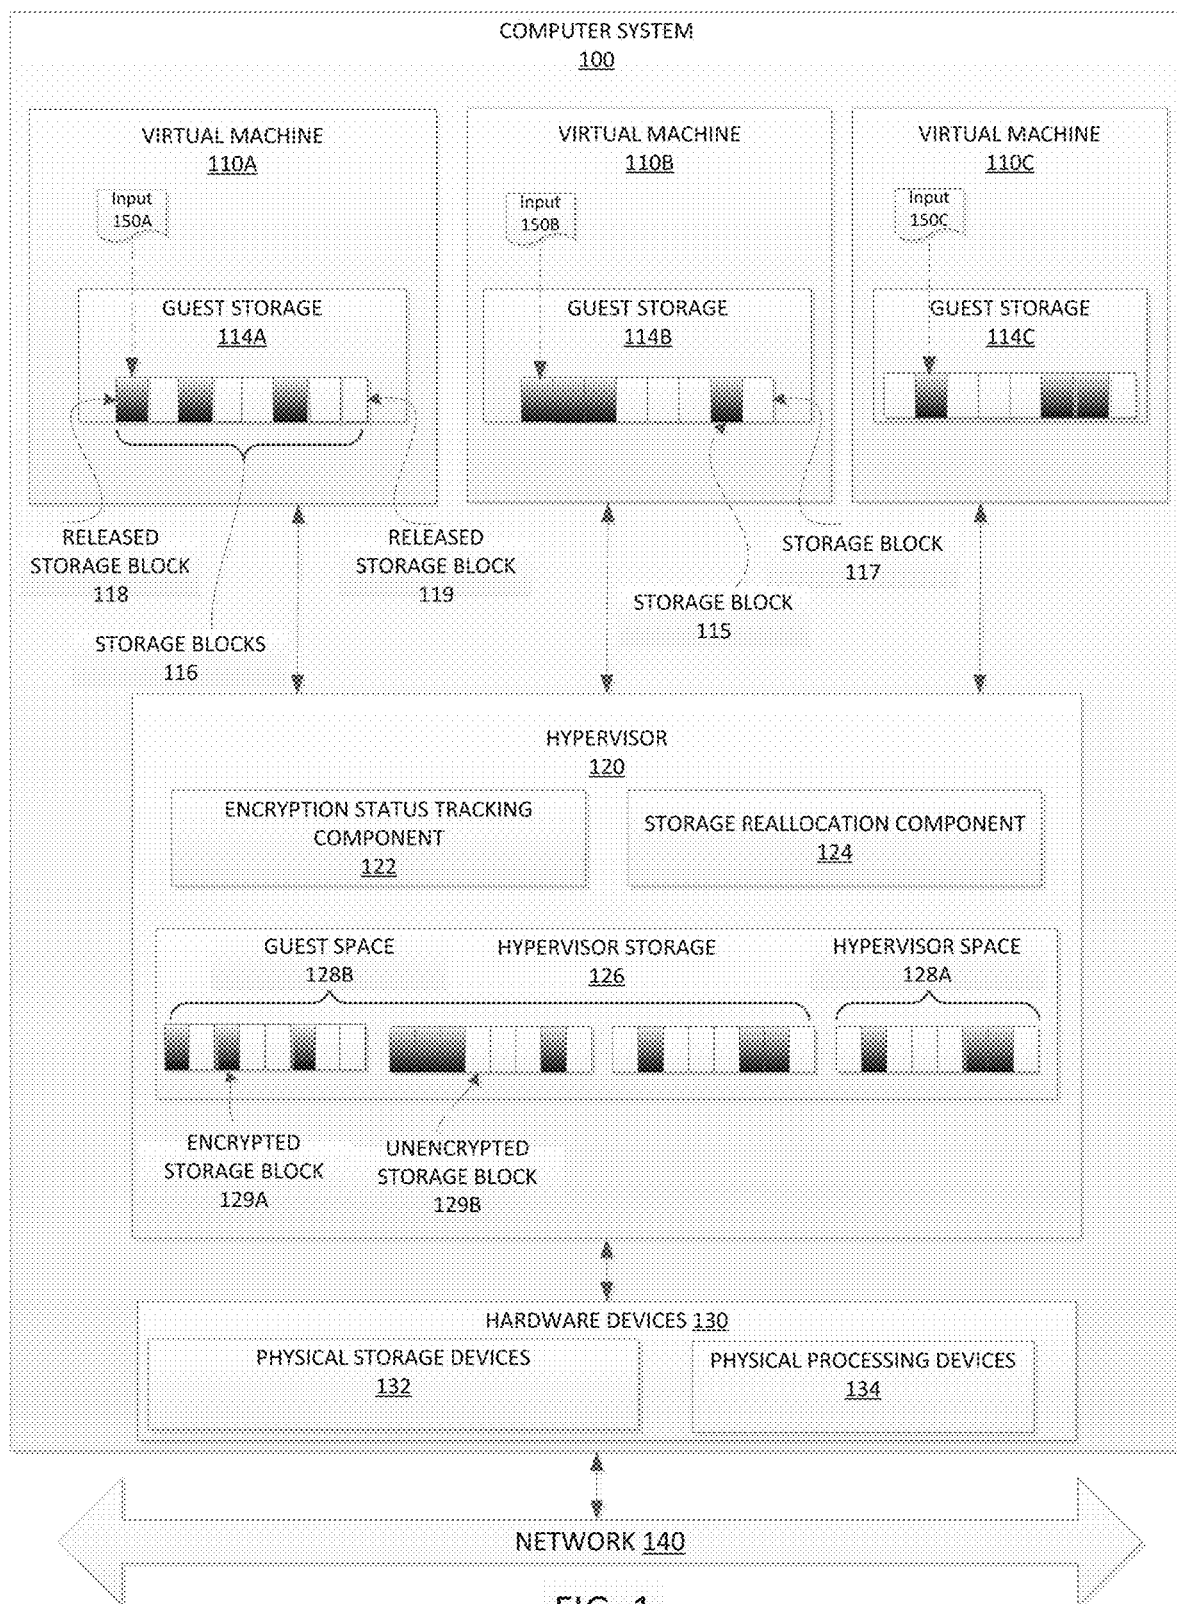 COMPUTER SYSTEM
100
VIRTUAL MACHINE
110A
Input
150A
GUEST STORAGE
114A
VIRTUAL MACHINE
110B
Input
150B
GUEST STORAGE
114B
VIRTUAL MACHINE
110C
Input
150C
GUEST STORAGE
114C
RELEASED
STORAGE BLOCK
118
RELEASED
STORAGE BLOCK
119
STORAGE BLOCK
117
STORAGE BLOCK
115
STORAGE BLOCKS
116
HYPERVISOR
120
ENCRYPTION STATUS TRACKING
COMPONENT
122
STORAGE REALLOCATION COMPONENT
124
GUEST SPACE
128B
HYPERVISOR STORAGE
126
HYPERVISOR SPACE
128A
ENCRYPTED
STORAGE BLOCK
129A
UNENCRYPTED
STORAGE BLOCK
129B
HARDWARE DEVICES 130
PHYSICAL STORAGE DEVICES
132
PHYSICAL PROCESSING DEVICES
134
NETWORK 140
FIG. 1